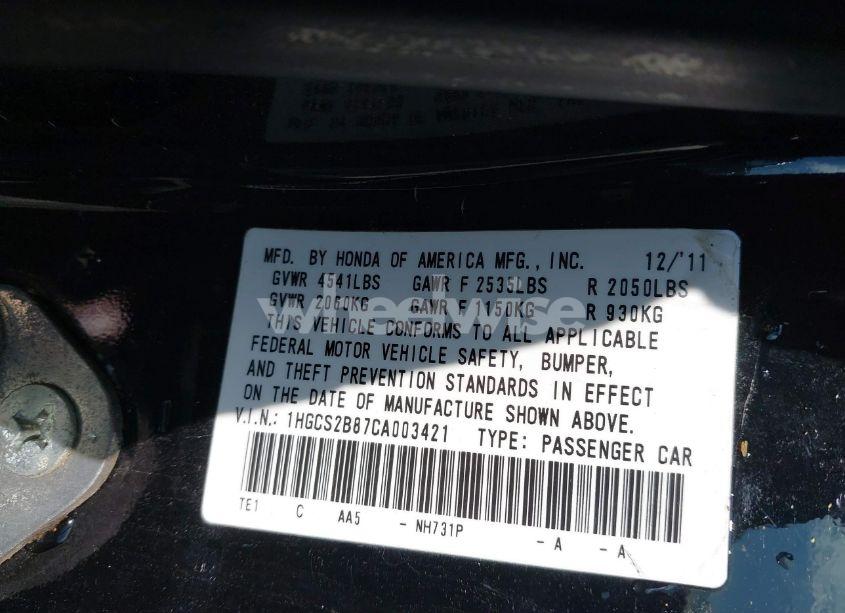 MFD. BY HONDA OF AMERICA MFG., INC. 12/'11
GVWR 4541LBS GAWR F 2535LBS R 2050LBS
GVWR 2060KG GAWR F 1150KG R 930KG
THIS VEHICLE CONFORMS TO ALL APPLICABLE
FEDERAL MOTOR VEHICLE SAFETY, BUMPER,
AND THEFT PREVENTION STANDARDS IN EFFECT
ON THE DATE OF MANUFACTURE SHOWN ABOVE.
V.I.N.: 1HGCS2B87CA003421 TYPE: PASSENGER CAR
TE1 C AA5 - NH731P - A - A
wheelwise